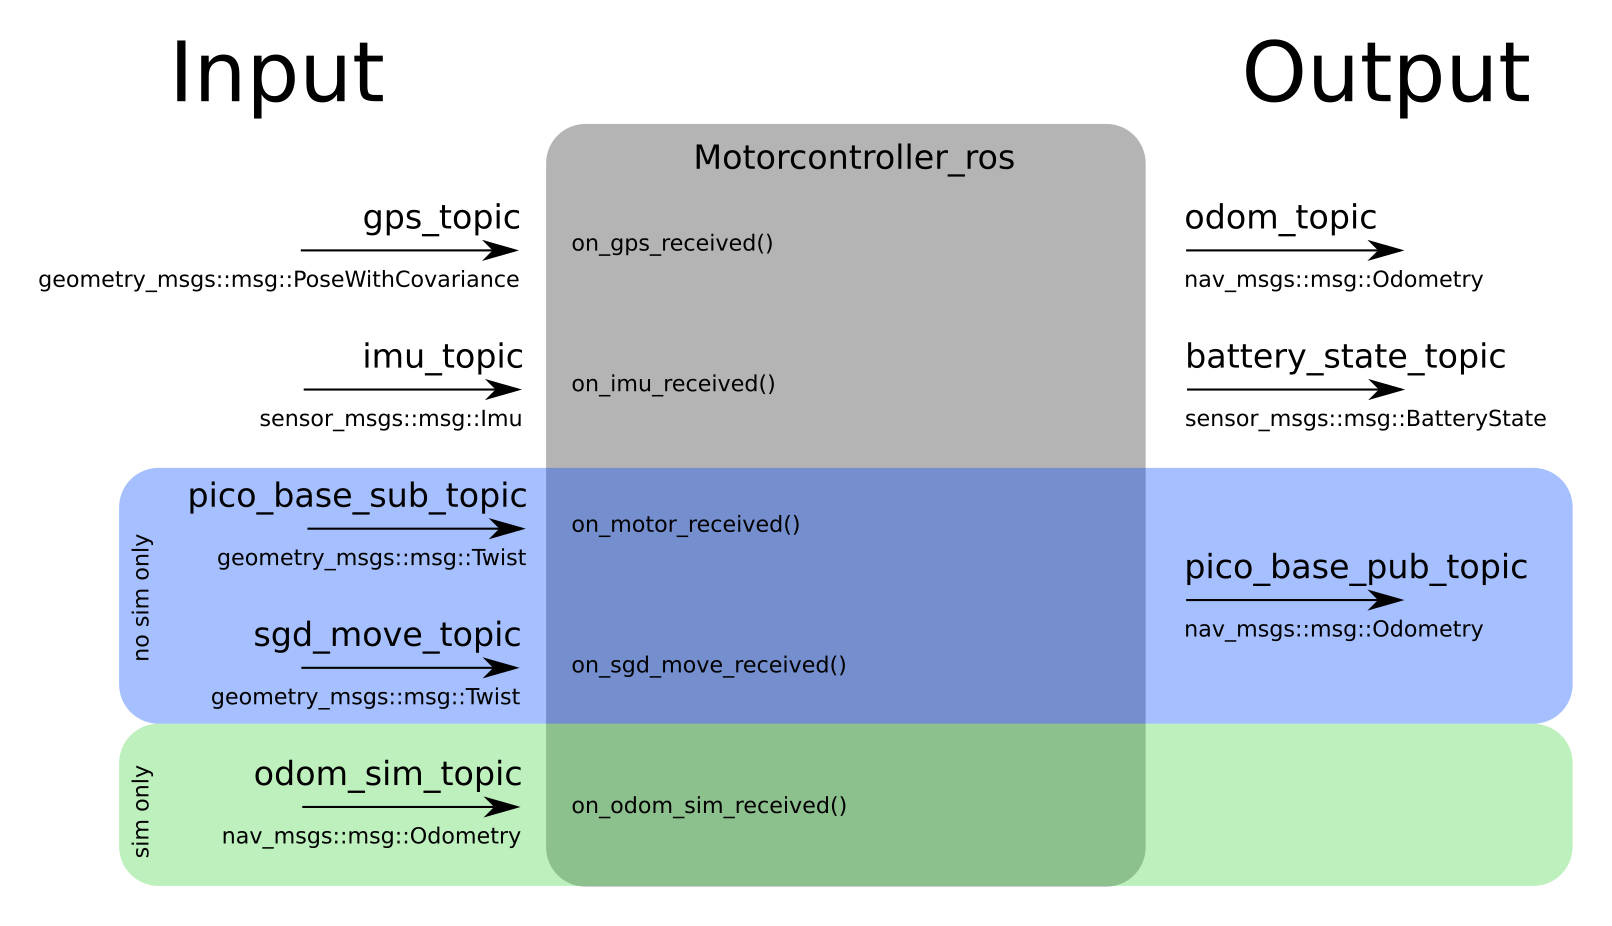 Input
Output
Motorcontroller_ros
gps_topic
geometry_msgs::msg::PoseWithCovariance
on_gps_received()
odom_topic
nav_msgs::msg::Odometry
imu_topic
sensor_msgs::msg::Imu
on_imu_received()
battery_state_topic
sensor_msgs::msg::BatteryState
no sim only
pico_base_sub_topic
geometry_msgs::msg::Twist
on_motor_received()
pico_base_pub_topic
nav_msgs::msg::Odometry
sgd_move_topic
geometry_msgs::msg::Twist
on_sgd_move_received()
sim only
odom_sim_topic
nav_msgs::msg::Odometry
on_odom_sim_received()